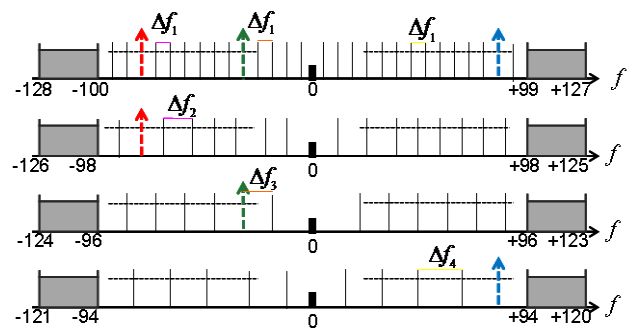 Δf₁ Δf₁ Δf₁
-128 -100 0 +99 +127 f
Δf₂
-126 -98 0 +98 +125 f
Δf₃
-124 -96 0 +96 +123 f
Δf₄
-121 -94 0 +94 +120 f